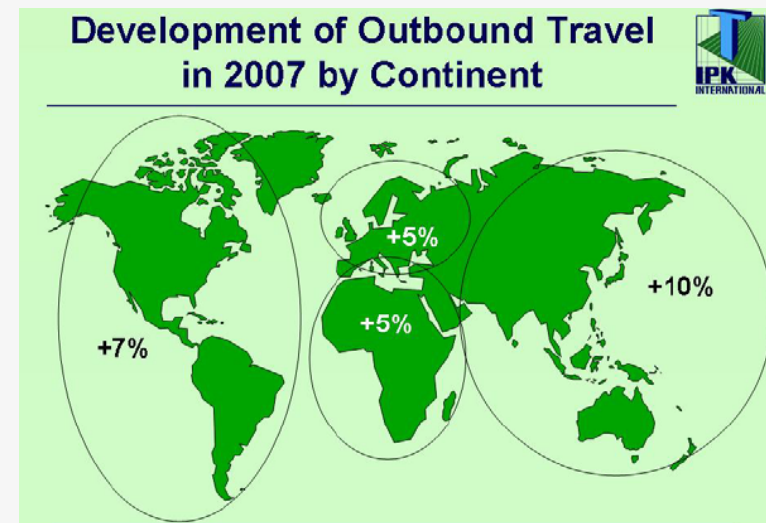 Development of Outbound Travel
in 2007 by Continent
T
IPK
INTERNATIONAL
+5%
+10%
+5%
+7%